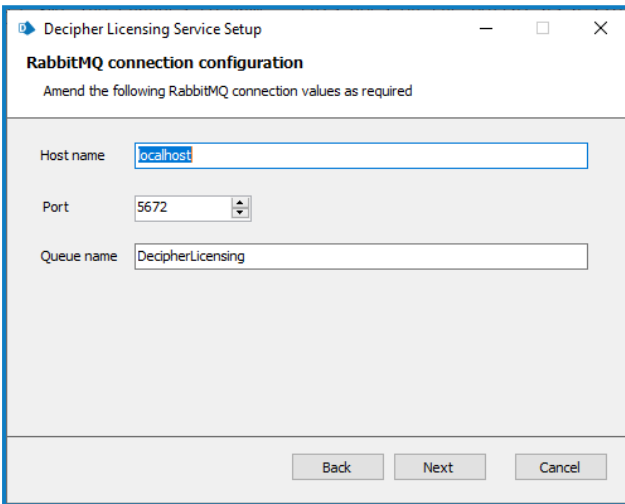 Decipher Licensing Service Setup
RabbitMQ connection configuration
Amend the following RabbitMQ connection values as required
Host name localhost
Port 5672
Queue name DecipherLicensing
Back Next Cancel